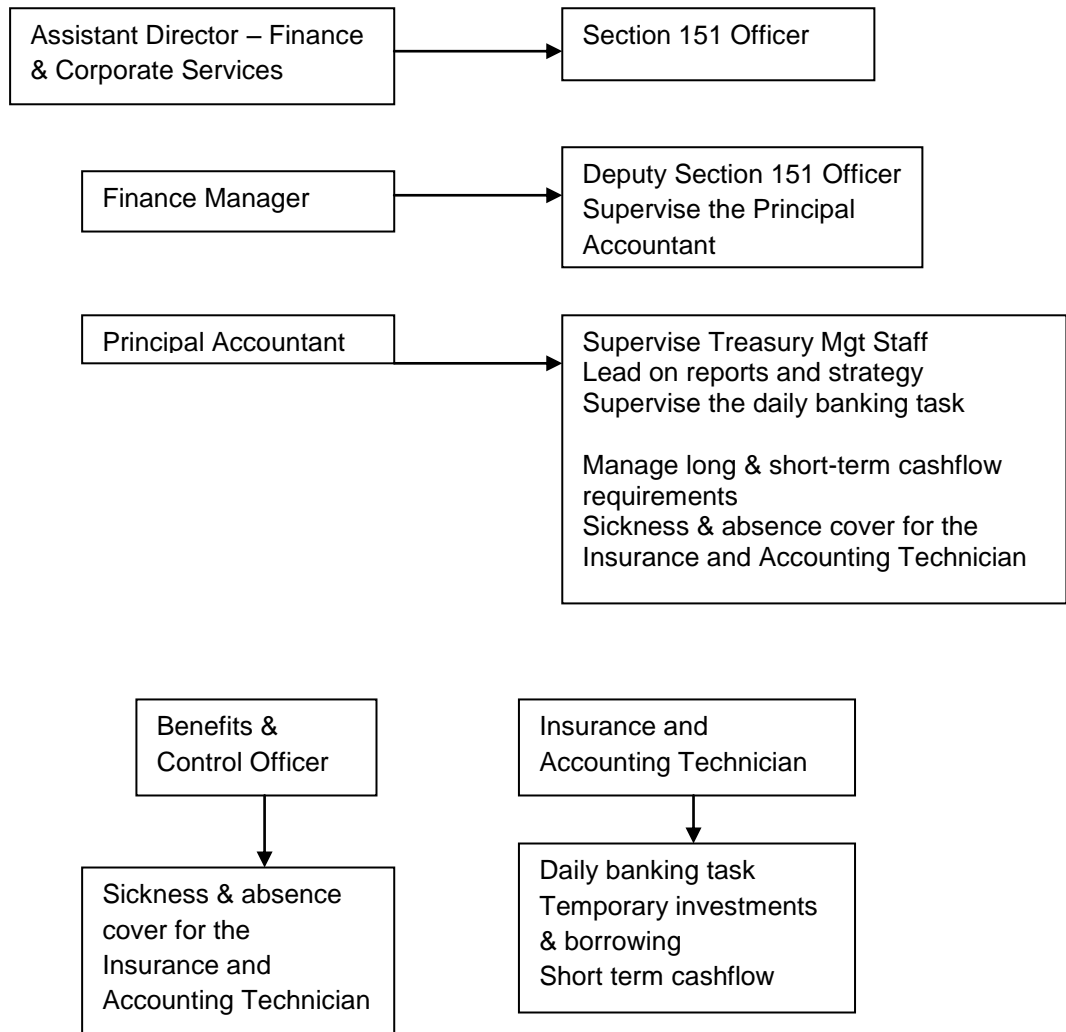 Assistant Director – Finance
& Corporate Services
Section 151 Officer
Finance Manager
Deputy Section 151 Officer
Supervise the Principal
Accountant
Principal Accountant
Supervise Treasury Mgt Staff
Lead on reports and strategy
Supervise the daily banking task
Manage long & short-term cashflow
requirements
Sickness & absence cover for the
Insurance and Accounting Technician
Benefits &
Control Officer
Insurance and
Accounting Technician
Sickness & absence
cover for the
Insurance and
Accounting Technician
Daily banking task
Temporary investments
& borrowing
Short term cashflow